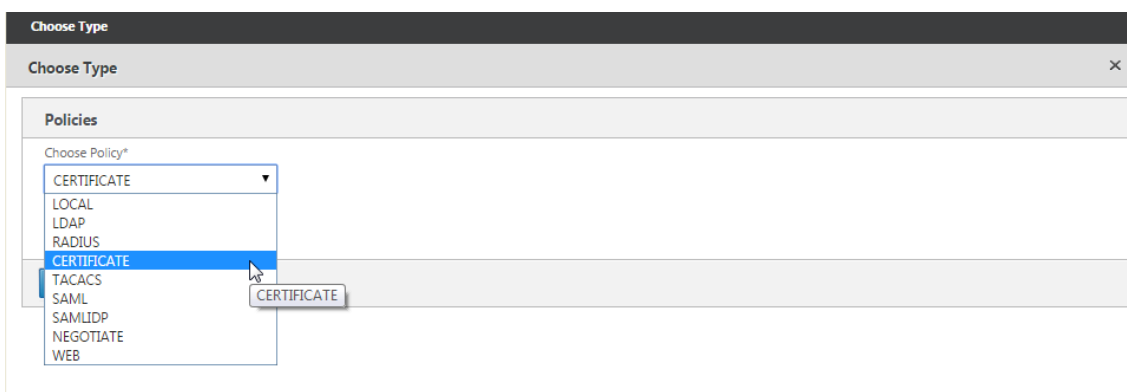 Choose Type
Choose Type
×
Policies
Choose Policy*
CERTIFICATE
LOCAL
LDAP
RADIUS
CERTIFICATE
TACACS
SAML
CERTIFICATE
SAMLIDP
NEGOTIATE
WEB